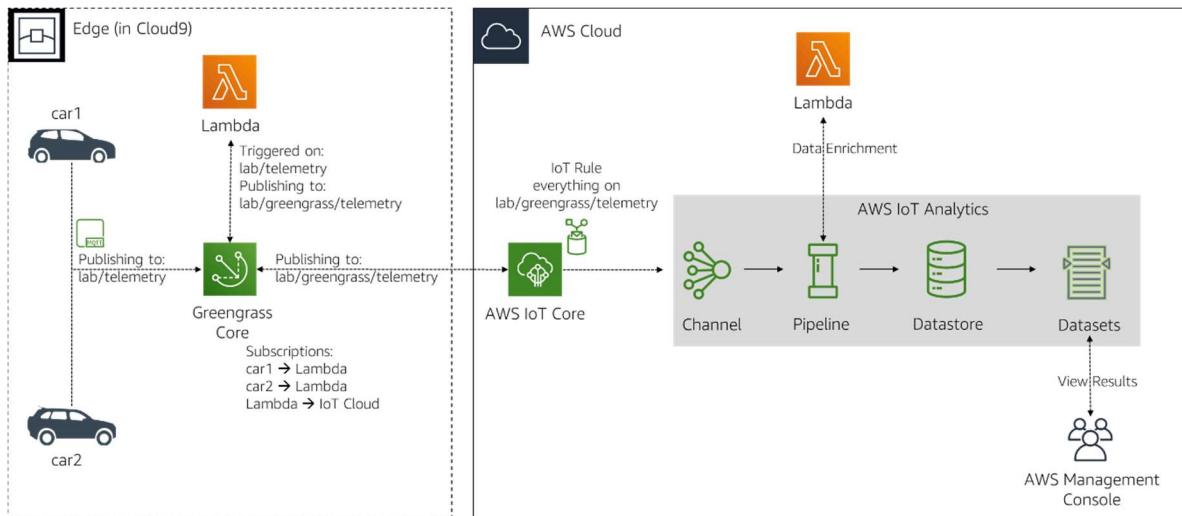 Edge (in Cloud9)
car1
Lambda
Triggered on:
lab/telemetry
Publishing to:
lab/greengrass/telemetry
MQTT
Publishing to:
lab/telemetry
Publishing to:
lab/greengrass/telemetry
Greengrass
Core
Subscriptions:
car1 → Lambda
car2 → Lambda
Lambda → IoT Cloud
car2
AWS Cloud
Lambda
Data Enrichment
IoT Rule
everything on
lab/greengrass/telemetry
AWS IoT Core
AWS IoT Analytics
Channel
Pipeline
Datastore
Datasets
View Results
AWS Management
Console